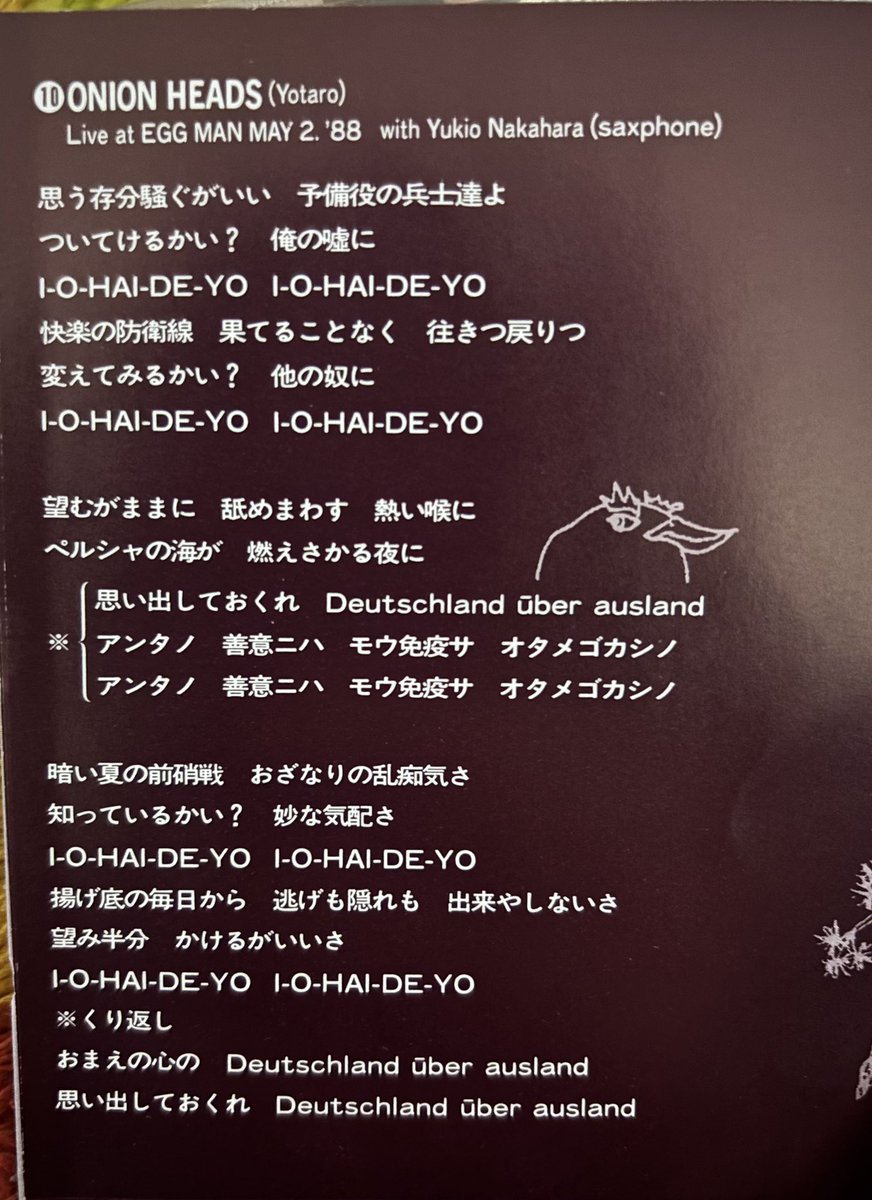 ❿ONION HEADS(Yotaro)
Live at EGG MAN MAY 2.'88 with Yukio Nakahara(saxphone)
思う存分騒ぐがいい 予備役の兵士達よ
ついてけるかい? 俺の嘘に
I-O-HAI-DE-YO I-O-HAI-DE-YO
快楽の防衛線 果てることなく 往きつ戻りつ
変えてみるかい? 他の奴に
I-O-HAI-DE-YO I-O-HAI-DE-YO
望むがままに 舐めまわす 熱い喉に
ペルシャの海が 燃えさかる夜に
※ 思い出しておくれ Deutschland über ausland
アンタノ 善意ニハ モウ免疫サ オタメゴカシノ
アンタノ 善意ニハ モウ免疫サ オタメゴカシノ
暗い夏の前硝戦 おざなりの乱痴気さ
知っているかい? 妙な気配さ
I-O-HAI-DE-YO I-O-HAI-DE-YO
揚げ底の毎日から 逃げも隠れも 出来やしないさ
望み半分 かけるがいいさ
I-O-HAI-DE-YO I-O-HAI-DE-YO
※くり返し
おまえの心の Deutschland über ausland
思い出しておくれ Deutschland über ausland